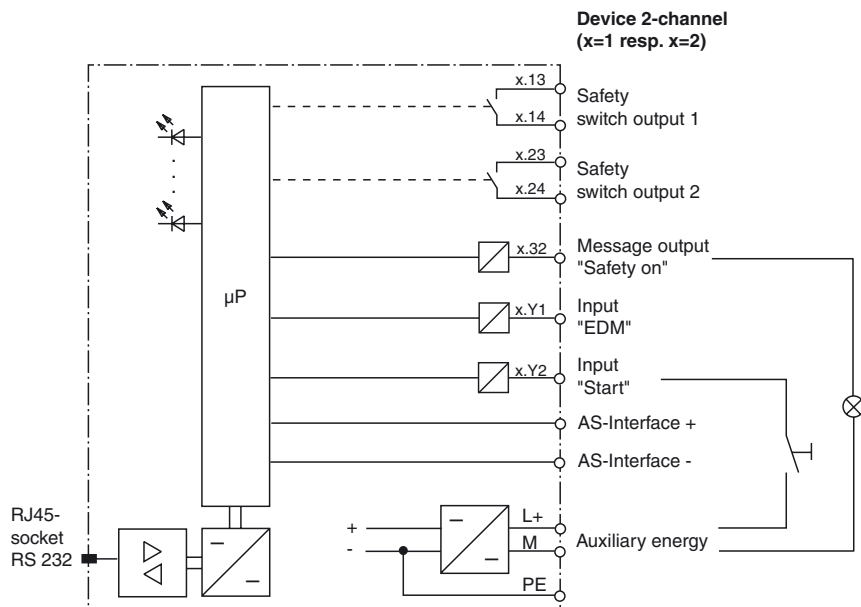 Device 2-channel
(x=1 resp. x=2)
x.13
Safety
switch output 1
x.14
x.23
Safety
switch output 2
x.24
x.32
Message output
"Safety on"
µP
x.Y1
Input
"EDM"
x.Y2
Input
"Start"
AS-Interface +
AS-Interface -
RJ45-
socket
RS 232
+
-
L+
M
Auxiliary energy
PE